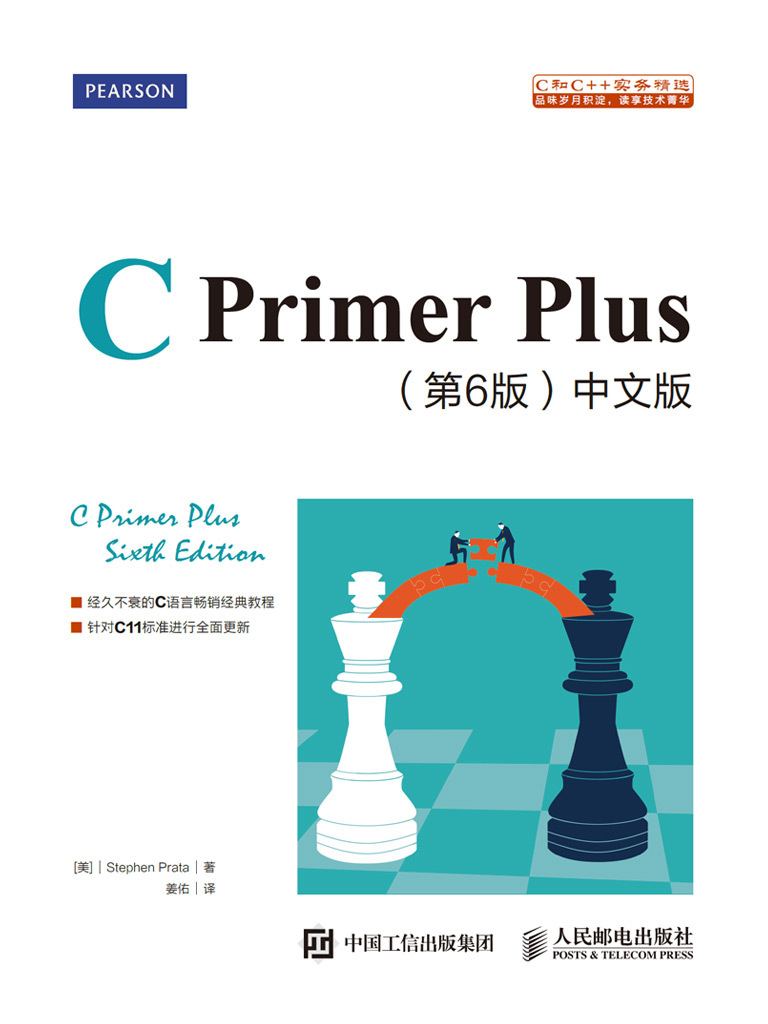 PEARSON
C和C++实务精选
品味岁月积淀，读享技术菁华
C Primer Plus
（第6版）中文版
C Primer Plus
Sixth Edition
■ 经久不衰的C语言畅销经典教程
■ 针对C11标准进行全面更新
[美]｜Stephen Prata｜著
姜佑｜译
中国工信出版集团
人民邮电出版社
POSTS & TELECOM PRESS